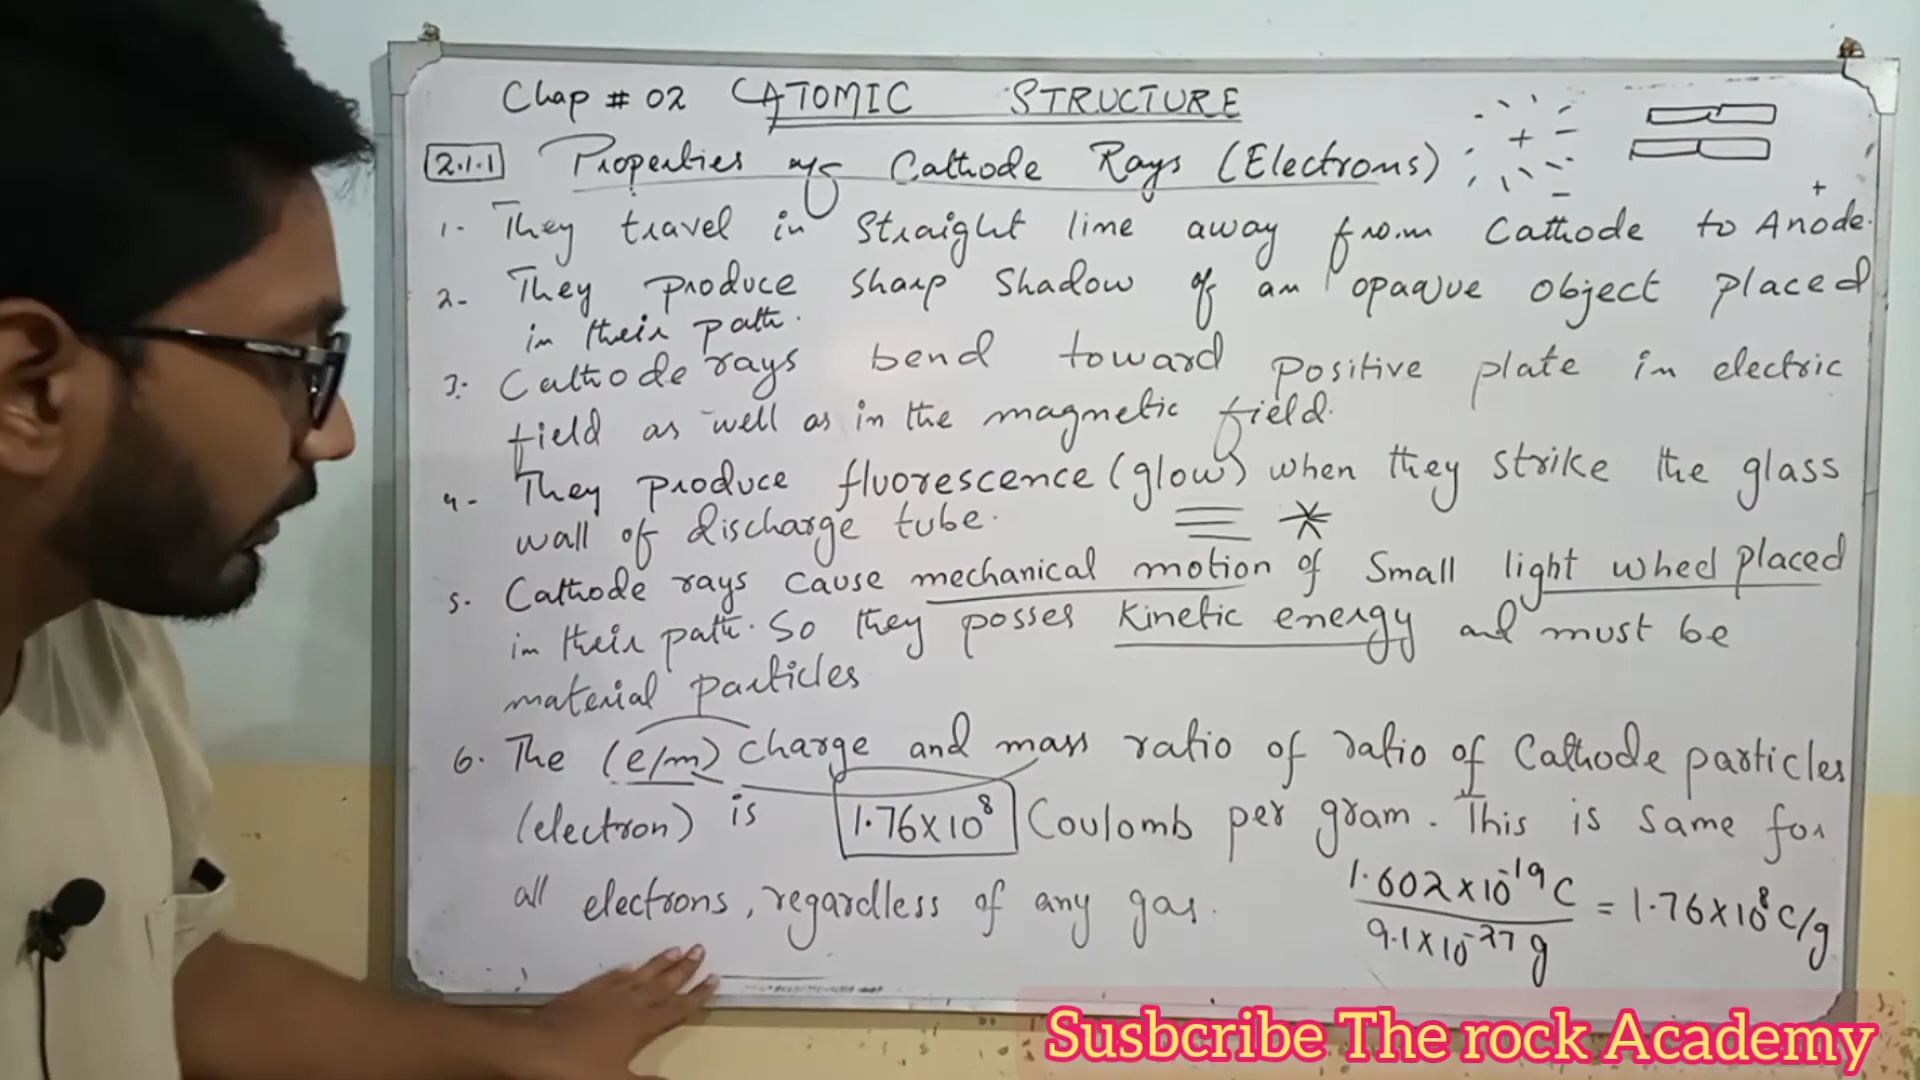 Chap # 02 ATOMIC STRUCTURE
2.1.1 Properties of Cathode Rays (Electrons)
+
+
1- They travel in straight line away from Cathode to Anode.
2- They produce sharp shadow of an opaque object placed
in their path.
3- Cathode rays bend toward positive plate in electric
field as well as in the magnetic field.
4- They produce fluorescence (glow) when they strike the glass
wall of discharge tube.
5. Cathode rays cause mechanical motion of small light wheel placed
in their path. So they posses kinetic energy and must be
material particles
6. The (e/m) charge and mass ratio of ratio of Cathode particles
(electron) is 1.76x10⁸ Coulomb per gram. This is same for
all electrons, regardless of any gas.
1.602x10⁻¹⁹ C
9.1x10⁻²⁷ g
= 1.76x10⁸ C/g
Susbcribe The rock Academy